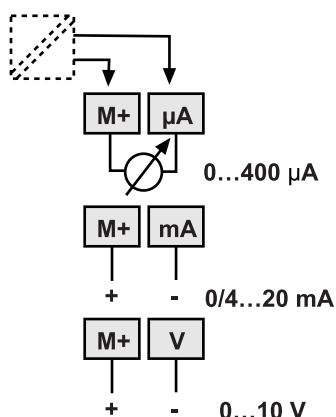 M+ µA
0...400 µA
M+ mA
+ - 0/4...20 mA
M+ V
+ - 0...10 V